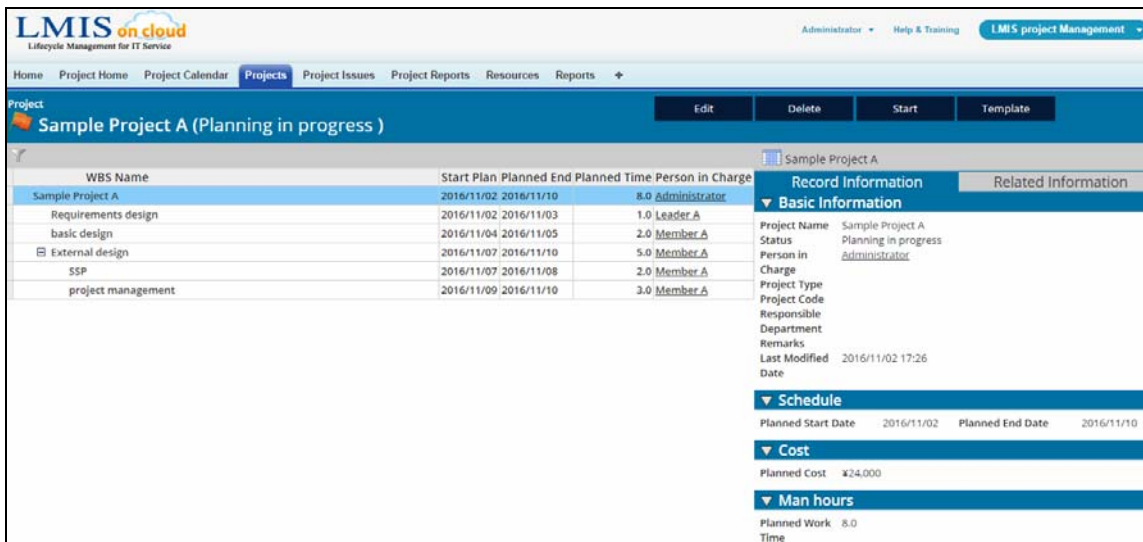 LMIS on cloud
Lifecycle Management for IT Service
Administrator Help & Training LMIS project Management
Home Project Home Project Calendar Projects Project Issues Project Reports Resources Reports +
Project
Sample Project A (Planning in progress )
Edit Delete Start Template
Sample Project A
WBS Name Start Plan Planned End Planned Time Person in Charge
Sample Project A 2016/11/02 2016/11/10 8.0 Administrator
Requirements design 2016/11/02 2016/11/03 1.0 Leader A
basic design 2016/11/04 2016/11/05 2.0 Member A
External design 2016/11/07 2016/11/10 5.0 Member A
SSP 2016/11/07 2016/11/08 2.0 Member A
project management 2016/11/09 2016/11/10 3.0 Member A
Record Information Related Information
Basic Information
Project Name Sample Project A
Status Planning in progress
Person in Administrator
Charge
Project Type
Project Code
Responsible
Department
Remarks
Last Modified 2016/11/02 17:26
Date
Schedule
Planned Start Date 2016/11/02 Planned End Date 2016/11/10
Cost
Planned Cost ¥24,000
Man hours
Planned Work 8.0
Time